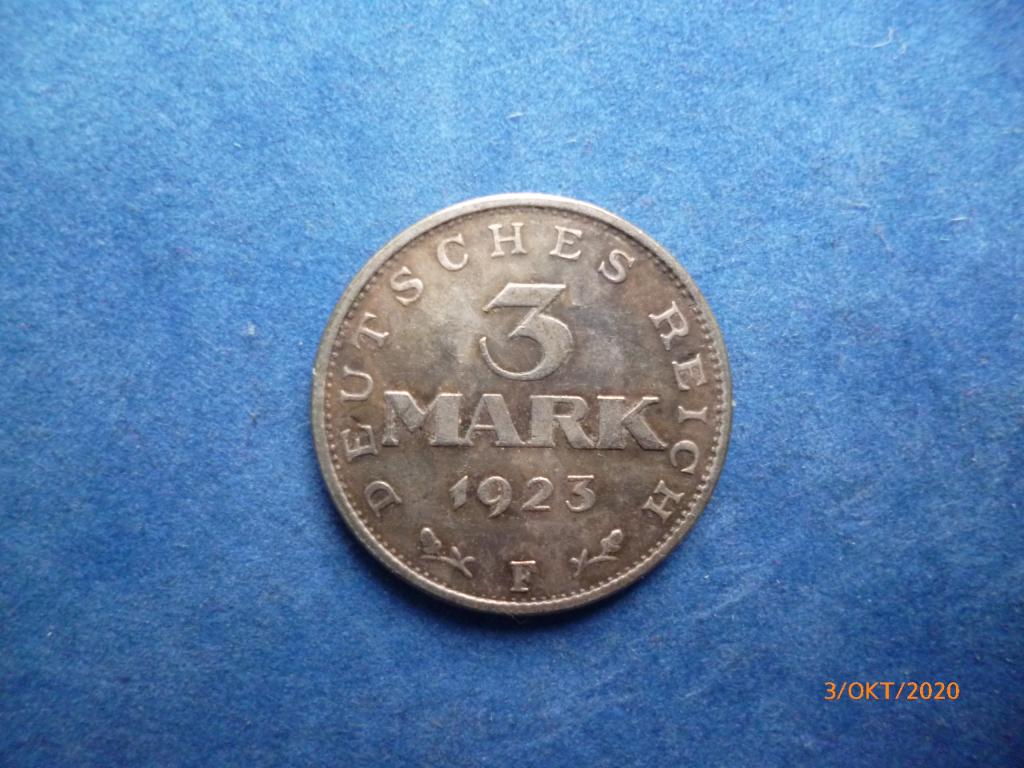 DEUTSCHES REICH
3
MARK
1923
F
3/OKT/2020